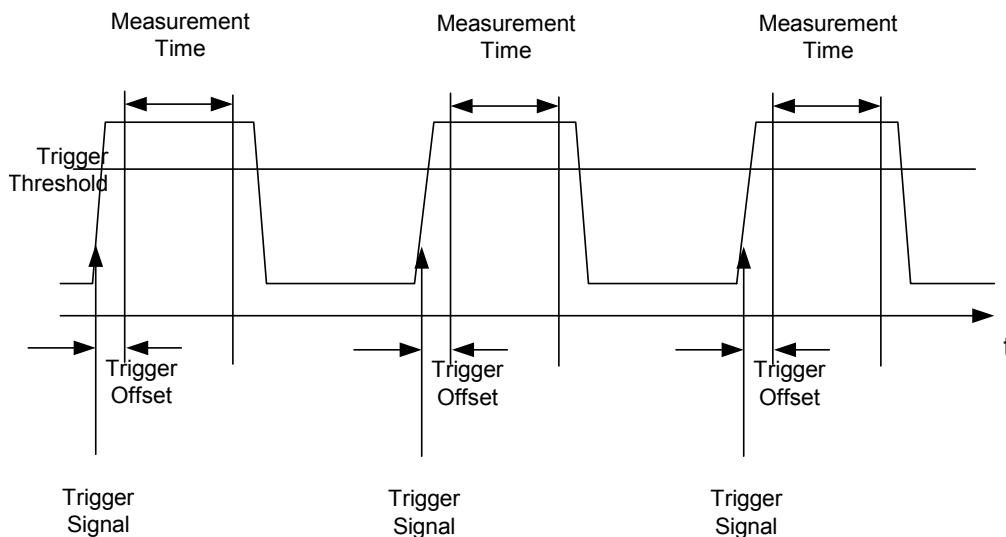 Measurement
Time
Measurement
Time
Measurement
Time
Trigger
Threshold
t
Trigger
Offset
Trigger
Offset
Trigger
Offset
Trigger
Signal
Trigger
Signal
Trigger
Signal